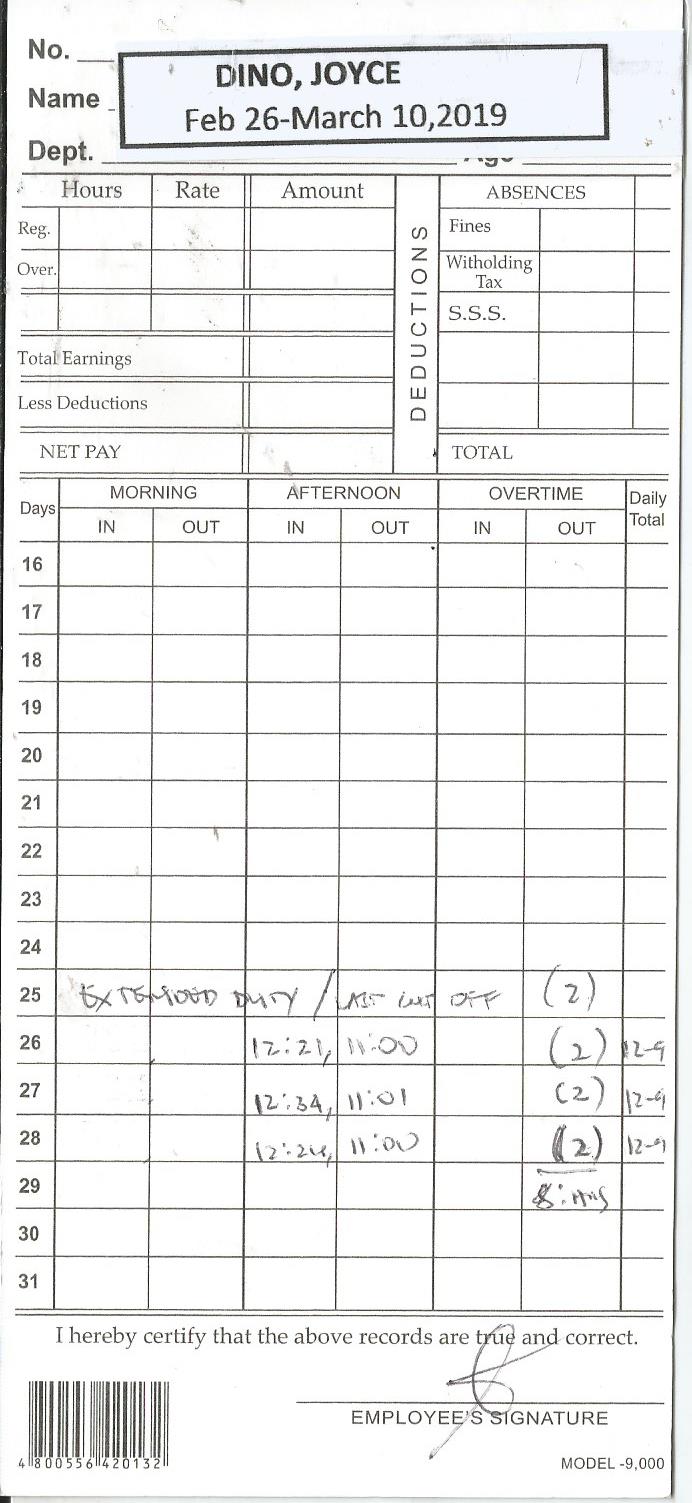 No.
DINO, JOYCE
Name
Feb 26-March 10,2019
Dept. Age
Hours Rate Amount DEDUCTIONS ABSENCES
Reg. Fines
Over. Witholding Tax
S.S.S.
Total Earnings
Less Deductions
NET PAY TOTAL
Days MORNING AFTERNOON OVERTIME Daily Total
IN OUT IN OUT IN OUT
16
17
18
19
20
21
22
23
24
25 EXTENDED DUTY / LAST CUT OFF (2)
26 12:21, 11:00 (2) 12-9
27 12:34, 11:01 (2) 12-9
28 11:00 (2) 12-9
29 8:HRS
30
31
I hereby certify that the above records are true and correct.
EMPLOYEE'S SIGNATURE
4 800556 420132 MODEL -9,000